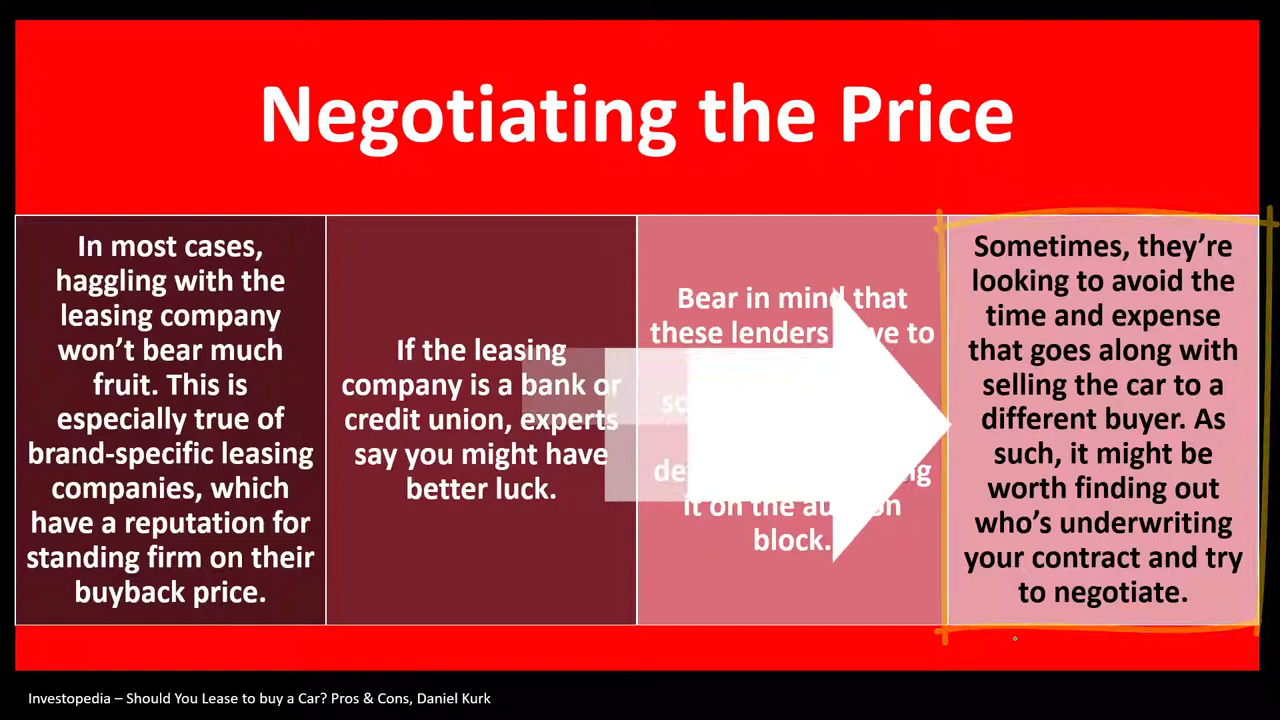 Negotiating the Price
In most cases,
haggling with the
leasing company
won't bear much
fruit. This is
especially true of
brand-specific leasing
companies, which
have a reputation for
standing firm on their
buyback price.
If the leasing
company is a bank or
credit union, experts
say you might have
better luck.
Bear in mind that
these lenders to
it on the
block.
Sometimes, they're
looking to avoid the
time and expense
that goes along with
selling the car to a
different buyer. As
such, it might be
worth finding out
who's underwriting
your contract and try
to negotiate.
Investopedia – Should You Lease to buy a Car? Pros & Cons, Daniel Kurk